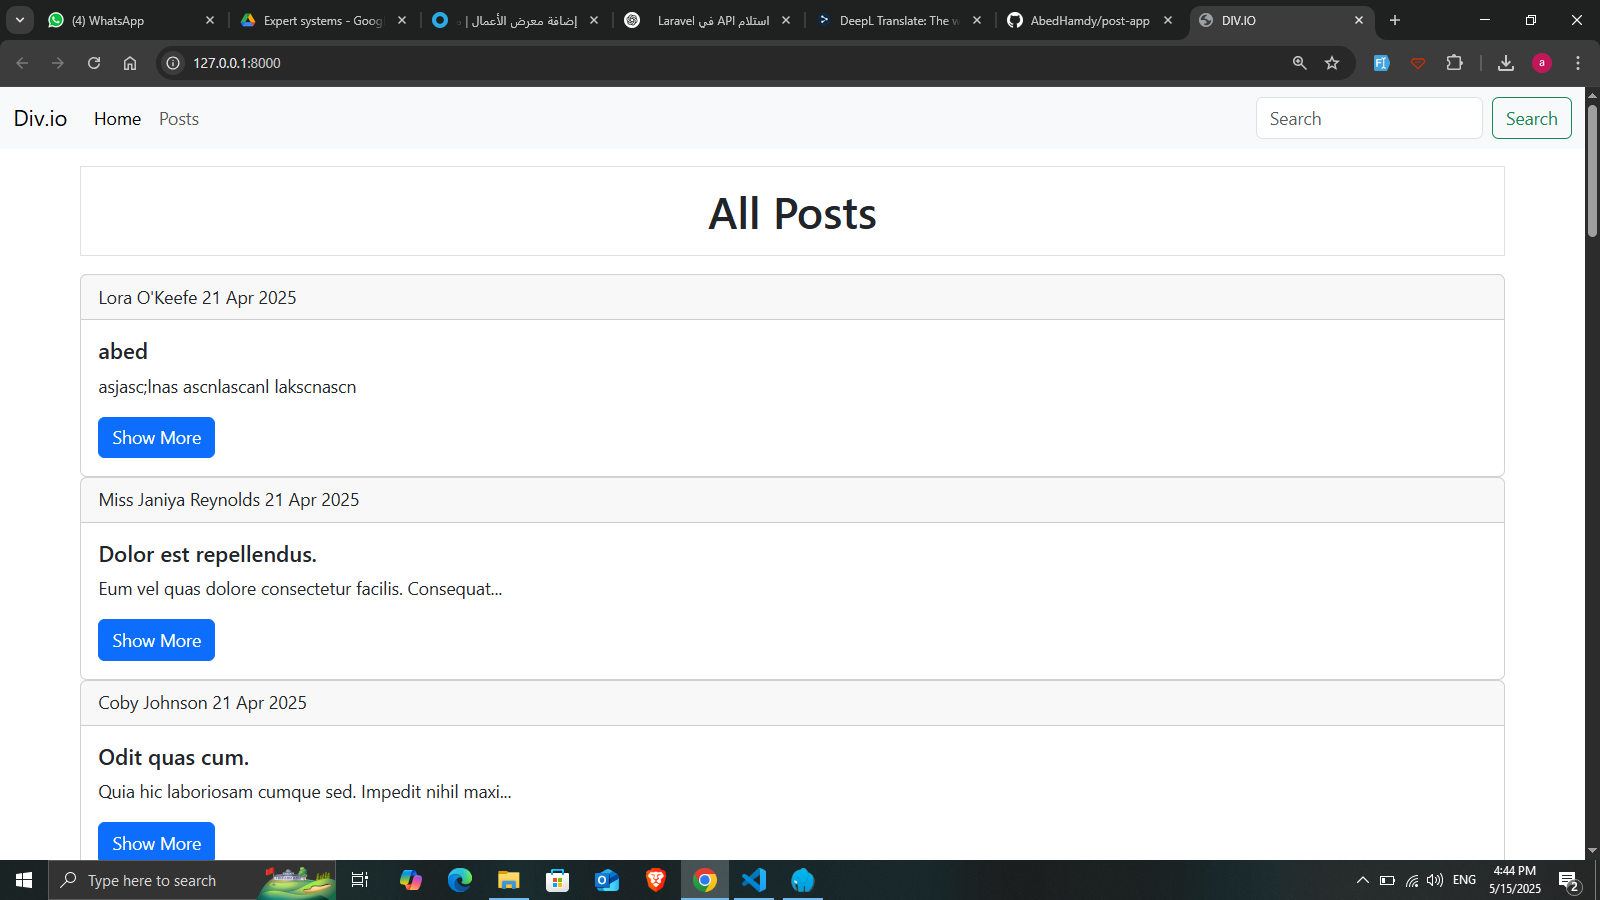 (4) WhatsApp
Expert systems - Goog
إضافة معرض الأعمال |
استلام API في Laravel
DeepL Translate: The w
AbedHamdy/post-app
DIV.IO
127.0.0.1:8000
a
Div.io Home Posts Search Search
All Posts
Lora O'Keefe 21 Apr 2025
abed
asjasc;lnas ascnlascanl lakscnascn
Show More
Miss Janiya Reynolds 21 Apr 2025
Dolor est repellendus.
Eum vel quas dolore consectetur facilis. Consequat...
Show More
Coby Johnson 21 Apr 2025
Odit quas cum.
Quia hic laboriosam cumque sed. Impedit nihil maxi...
Show More
Type here to search
ENG
4:44 PM
5/15/2025
2